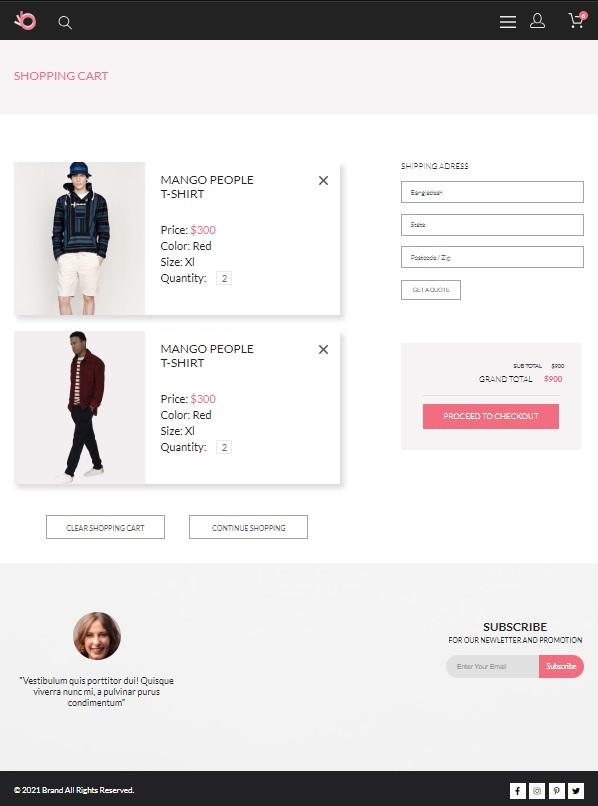 6
SHOPPING CART
MANGO PEOPLE
T-SHIRT
Price: $300
Color: Red
Size: Xl
Quantity: 2
MANGO PEOPLE
T-SHIRT
Price: $300
Color: Red
Size: Xl
Quantity: 2
CLEAR SHOPPING CART
CONTINUE SHOPPING
SHIPPING ADRESS
Bangladesh
State
Postcode / Zip
GET A QUOTE
SUB TOTAL $900
GRAND TOTAL $900
PROCEED TO CHECKOUT
“Vestibulum quis porttitor dui! Quisque
viverra nunc mi, a pulvinar purus
condimentum”
SUBSCRIBE
FOR OUR NEWLETTER AND PROMOTION
Enter Your Email
Subscribe
© 2021 Brand All Rights Reserved.